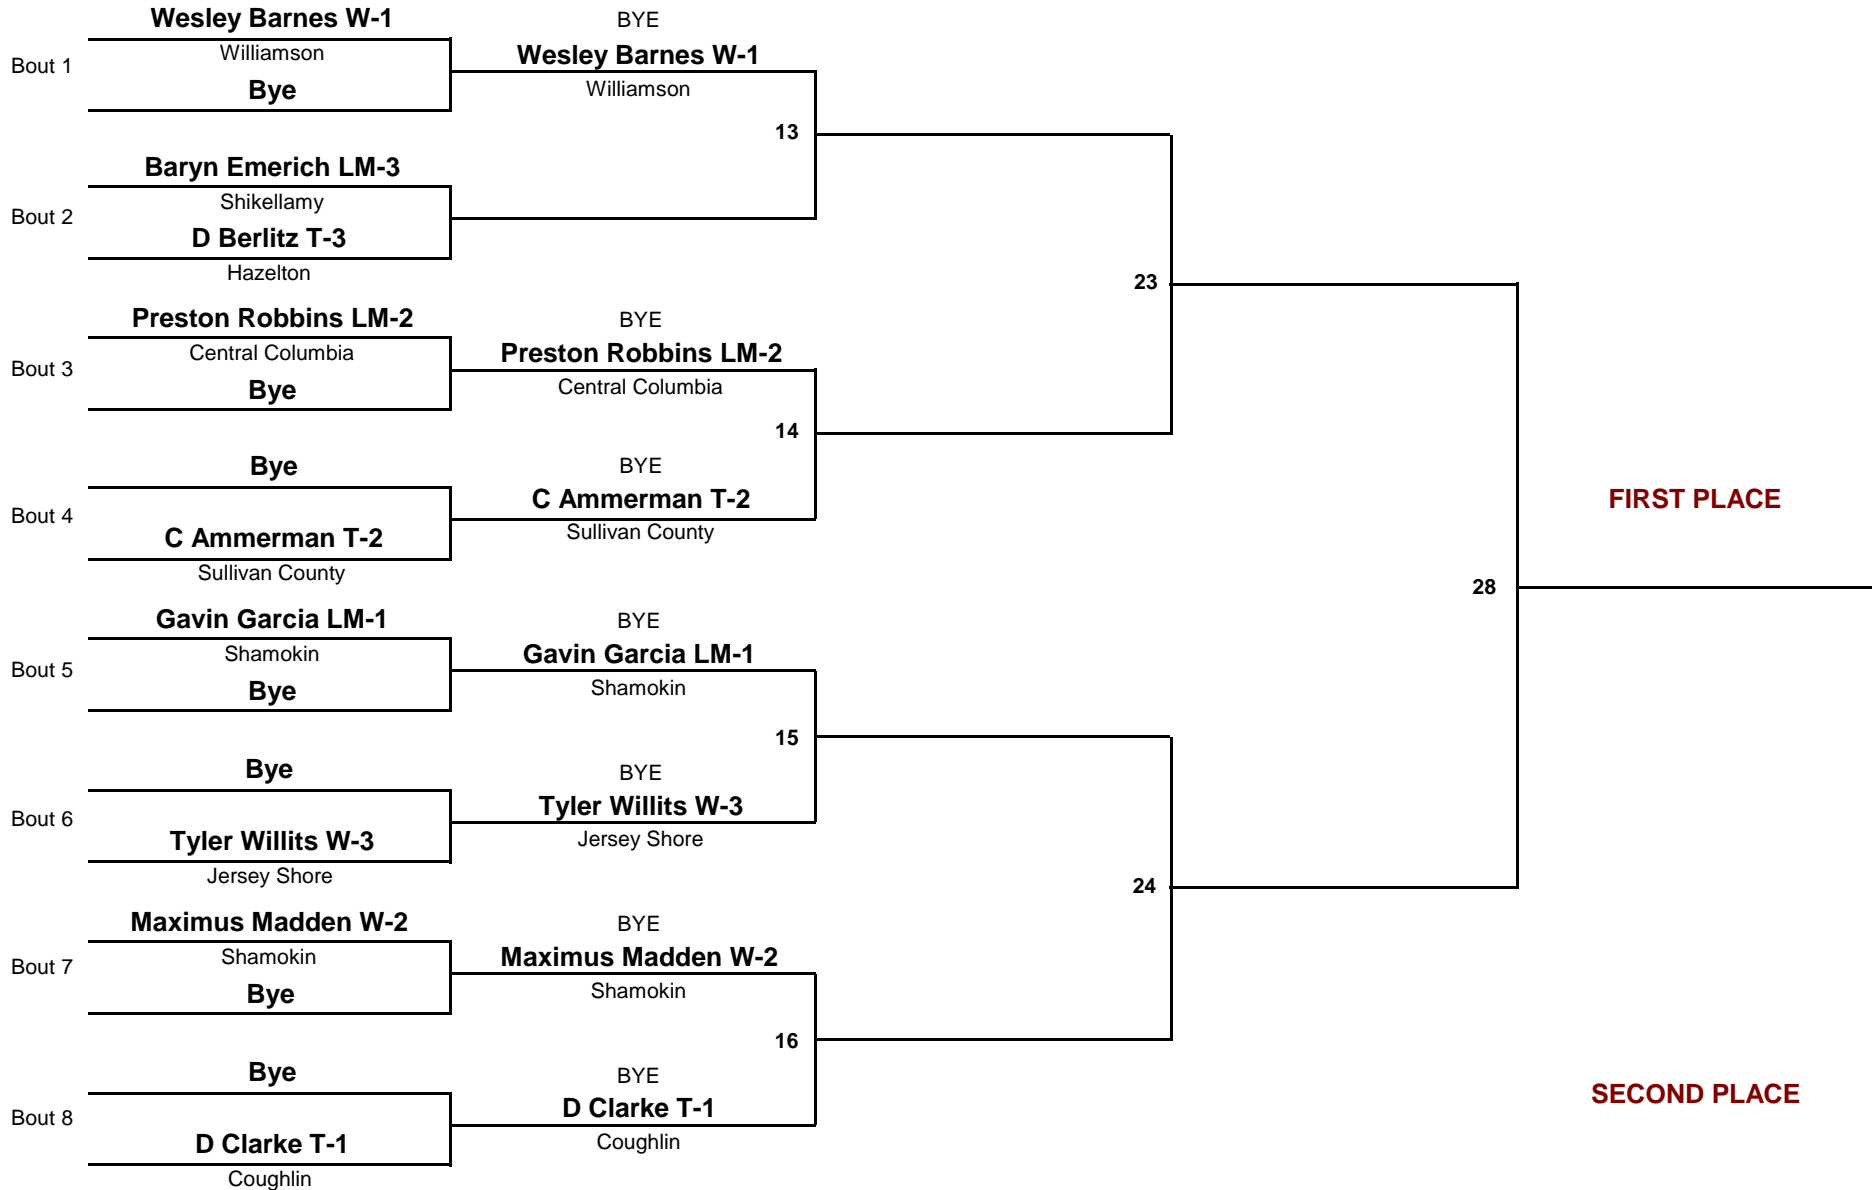 Wesley Barnes W-1
BYE
Bout 1
Williamson
Wesley Barnes W-1
Bye
Williamson
13
Baryn Emerich LM-3
Bout 2
Shikellamy
D Berlitz T-3
Hazelton
23
Preston Robbins LM-2
BYE
Bout 3
Central Columbia
Preston Robbins LM-2
Bye
Central Columbia
14
Bye
BYE
Bout 4
C Ammerman T-2
C Ammerman T-2
Sullivan County
Sullivan County
FIRST PLACE
28
Gavin Garcia LM-1
BYE
Bout 5
Shamokin
Gavin Garcia LM-1
Bye
Shamokin
15
Bye
BYE
Bout 6
Tyler Willits W-3
Tyler Willits W-3
Jersey Shore
Jersey Shore
24
Maximus Madden W-2
BYE
Bout 7
Shamokin
Maximus Madden W-2
Bye
Shamokin
16
Bye
BYE
Bout 8
D Clarke T-1
D Clarke T-1
Coughlin
Coughlin
SECOND PLACE